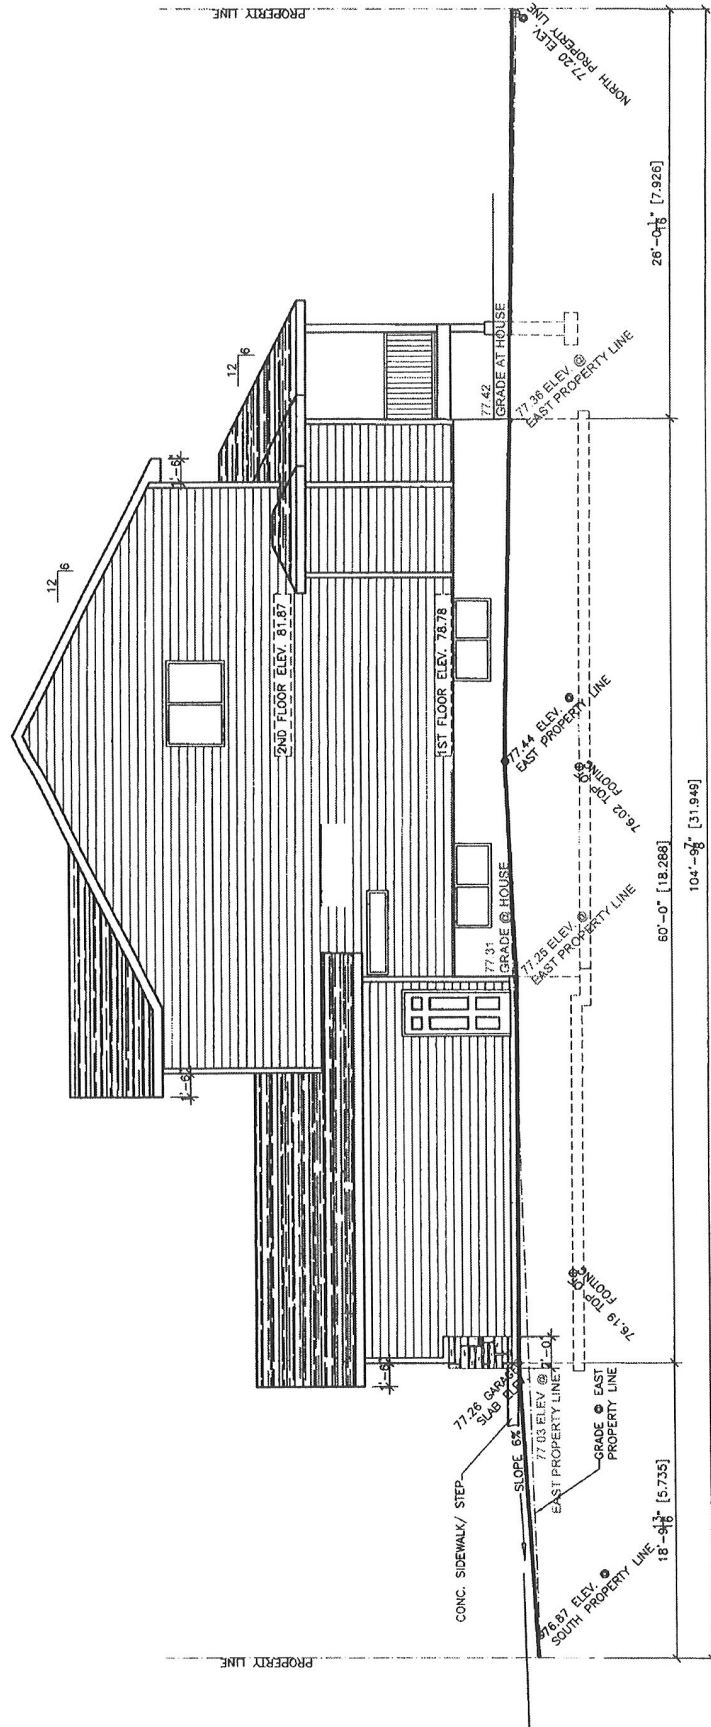 PROPERTY LINE
77.20 ELEV.
NORTH PROPERTY LINE
26'-0 1/16" [7.926]
12
6
77.42
GRADE AT HOUSE
77.36 ELEV. @
EAST PROPERTY LINE
1'-6"
12
6
2ND FLOOR ELEV. 81.87
1ST FLOOR ELEV. 78.78
77.44 ELEV. @
EAST PROPERTY LINE
76.02 TOP OF
FOOTING
104'-9 7/8" [31.949]
60'-0" [18.288]
77.31
GRADE @ HOUSE
77.25 ELEV. @
EAST PROPERTY LINE
1'-6"
76.19 TOP OF
FOOTING
1'-6"
2'-0"
77.26 GARAGE
SLAB ELEV.
SLOPE 6%
77.03 ELEV @
EAST PROPERTY LINE
GRADE @ EAST
PROPERTY LINE
CONC. SIDEWALK/ STEP
18'-9 13/16" [5.735]
76.87 ELEV. @
SOUTH PROPERTY LINE
PROPERTY LINE